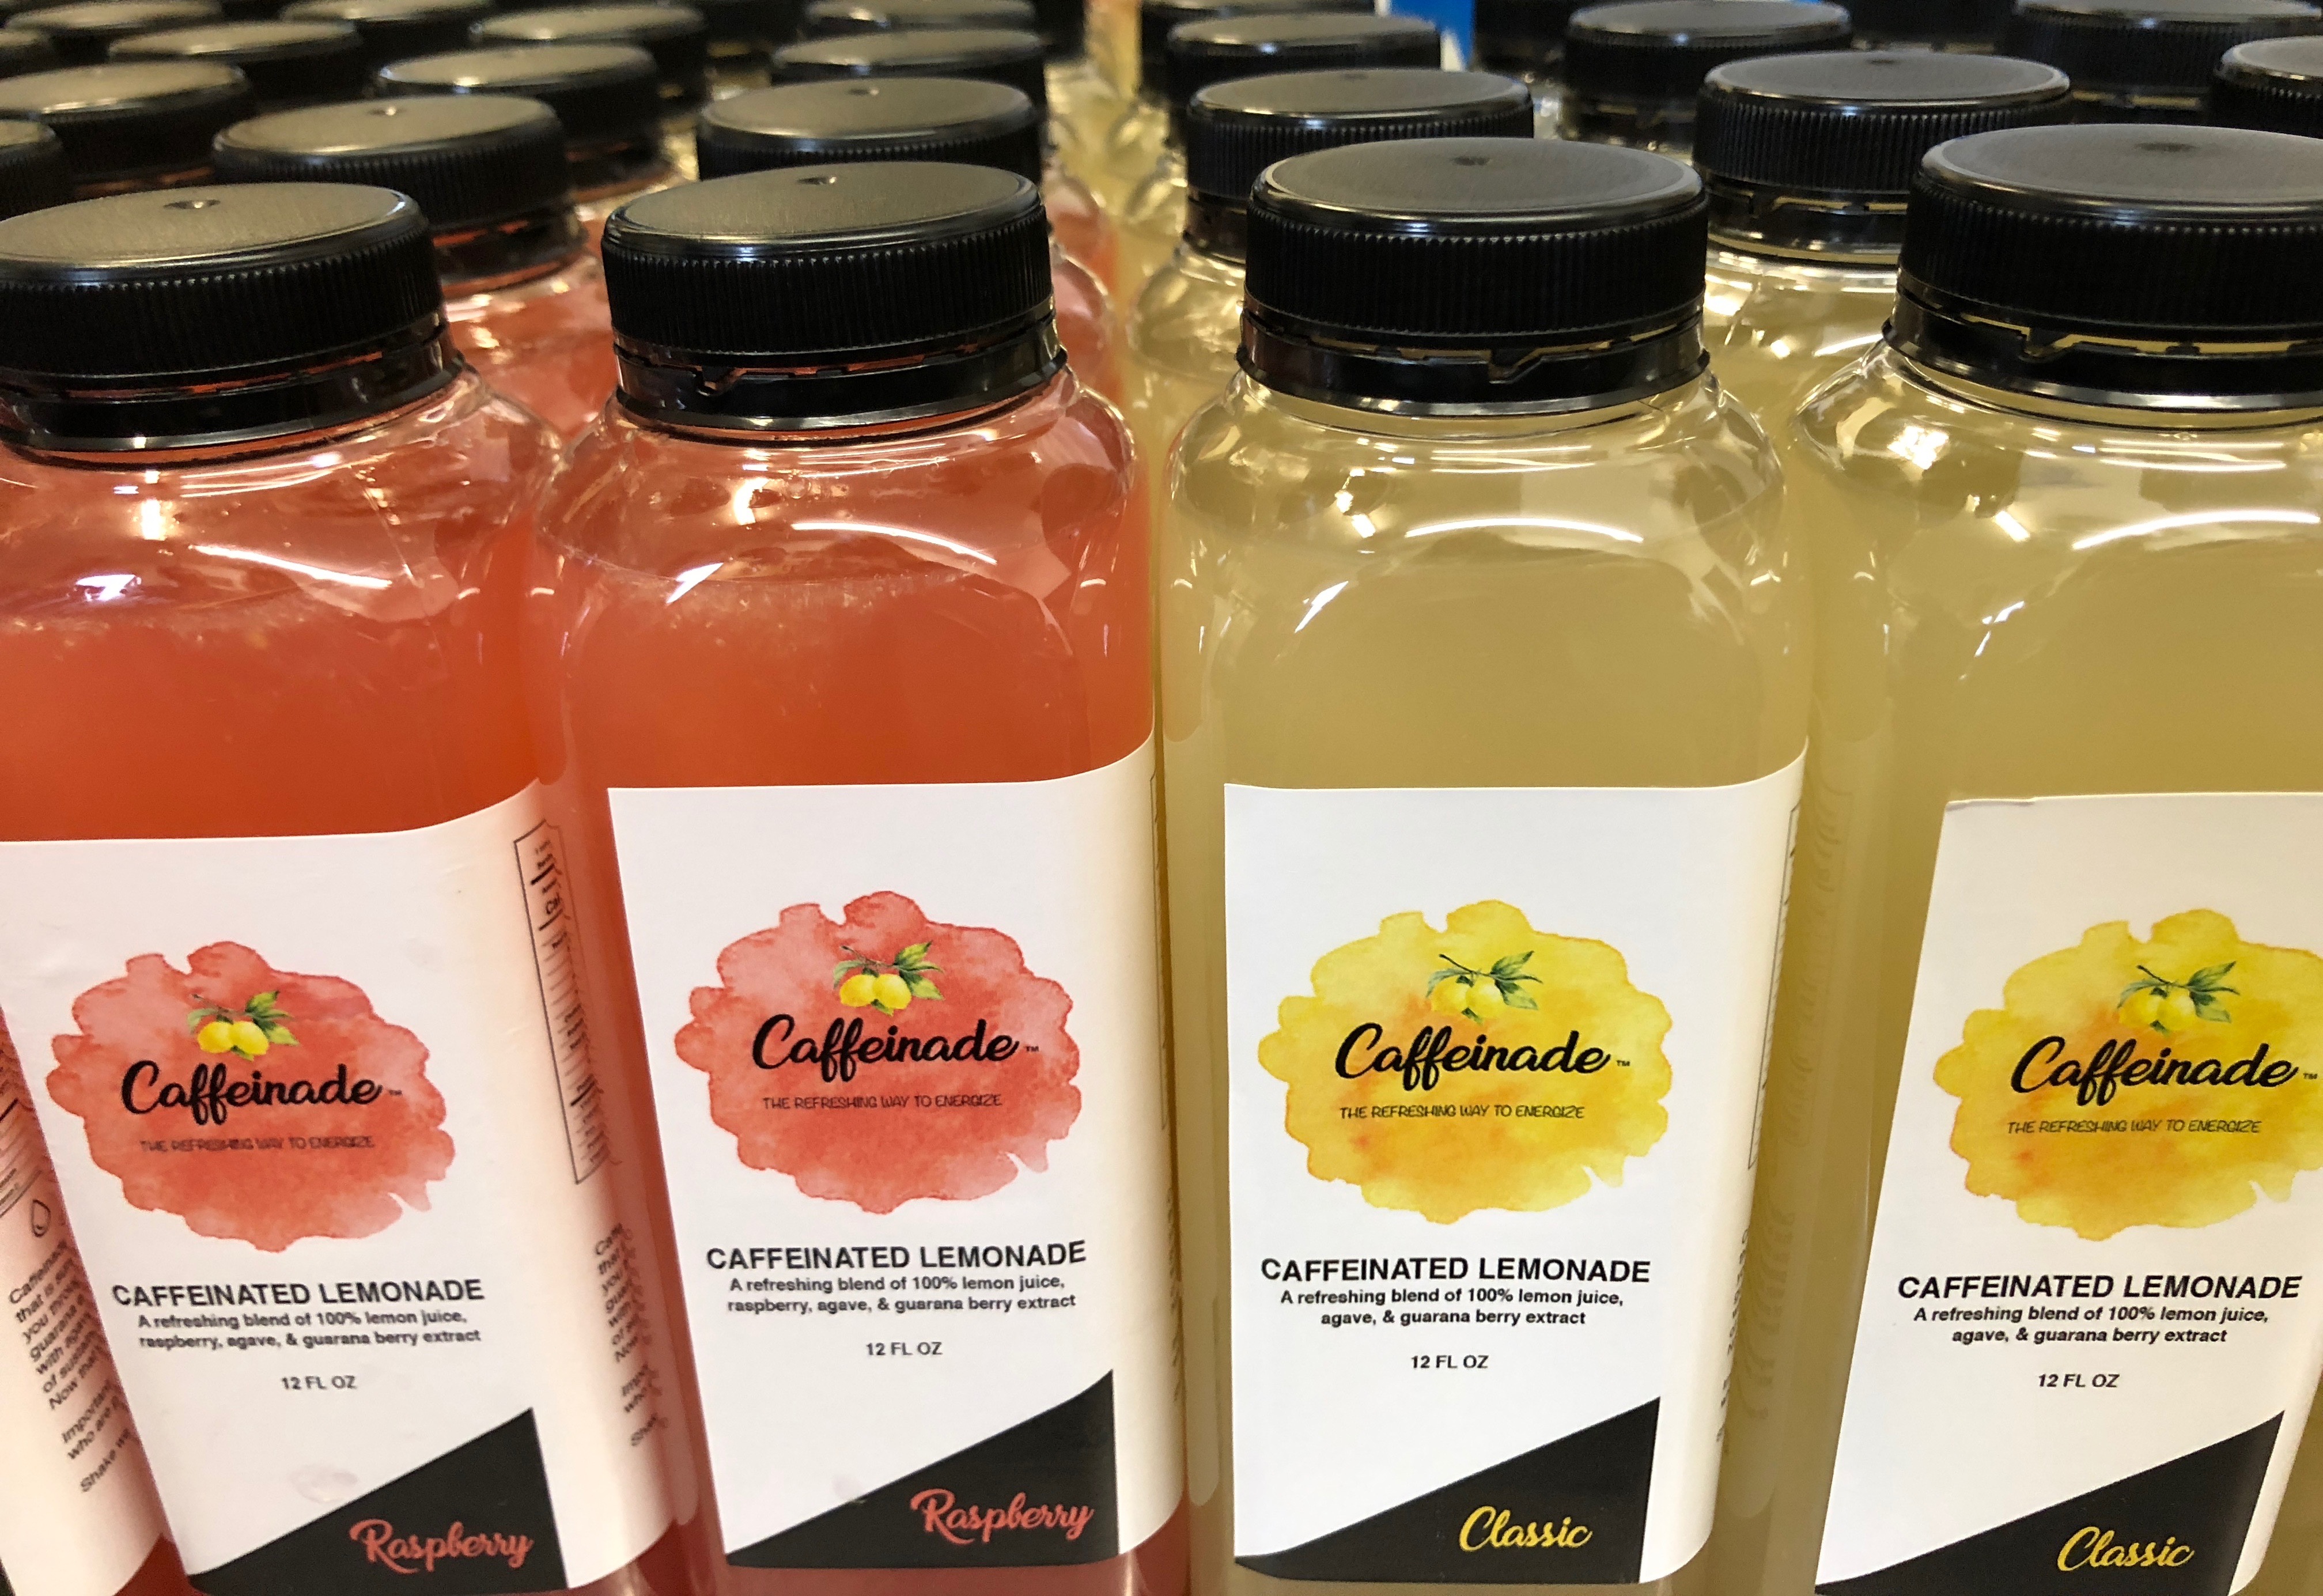 Caffeinade™
THE REFRESHING WAY TO ENERGIZE
CAFFEINATED LEMONADE
A refreshing blend of 100% lemon juice,
raspberry, agave, & guarana berry extract
12 FL OZ
Raspberry
Caffeinade™
THE REFRESHING WAY TO ENERGIZE
CAFFEINATED LEMONADE
A refreshing blend of 100% lemon juice,
raspberry, agave, & guarana berry extract
12 FL OZ
Raspberry
Caffeinade™
THE REFRESHING WAY TO ENERGIZE
CAFFEINATED LEMONADE
A refreshing blend of 100% lemon juice,
agave, & guarana berry extract
12 FL OZ
Classic
Caffeinade™
THE REFRESHING WAY TO ENERGIZE
CAFFEINATED LEMONADE
A refreshing blend of 100% lemon juice,
agave, & guarana berry extract
12 FL OZ
Classic